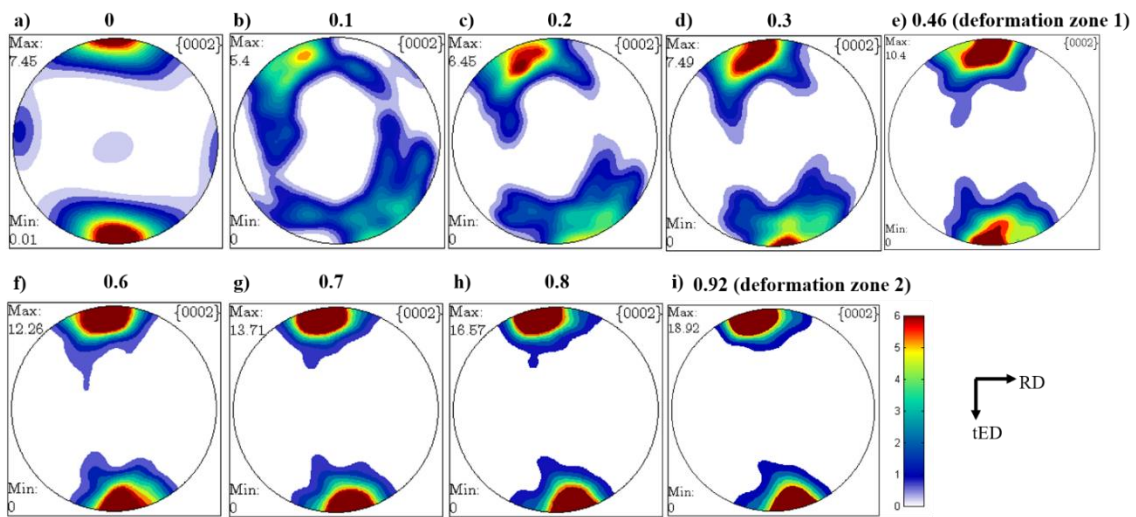 a) 0
Max:
7.45
{0002}
Min:
0.01
b) 0.1
Max:
5.4
{0002}
Min:
0
c) 0.2
Max:
6.45
{0002}
Min:
0
d) 0.3
Max:
7.49
{0002}
Min:
0
e) 0.46 (deformation zone 1)
Max:
10.4
{0002}
Min:
0
f) 0.6
Max:
12.26
{0002}
Min:
0
g) 0.7
Max:
13.71
{0002}
Min:
0
h) 0.8
Max:
16.57
{0002}
Min:
0
i) 0.92 (deformation zone 2)
Max:
18.92
{0002}
Min:
0
6
5
4
3
2
1
0
RD
tED